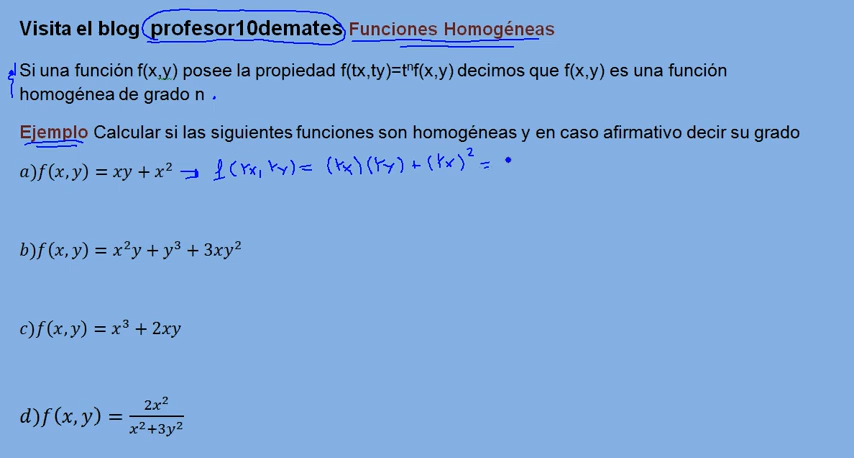 Visita el blog profesor10demates Funciones Homogéneas
Si una función f(x,y) posee la propiedad f(tx,ty)=tⁿf(x,y) decimos que f(x,y) es una función
homogénea de grado n .
Ejemplo Calcular si las siguientes funciones son homogéneas y en caso afirmativo decir su grado
a)f(x,y) = xy + x² → f(tx, ty) = (tx)(ty) + (tx)² =
b)f(x,y) = x²y + y³ + 3xy²
c)f(x,y) = x³ + 2xy
d)f(x,y) = 2x² / x²+3y²